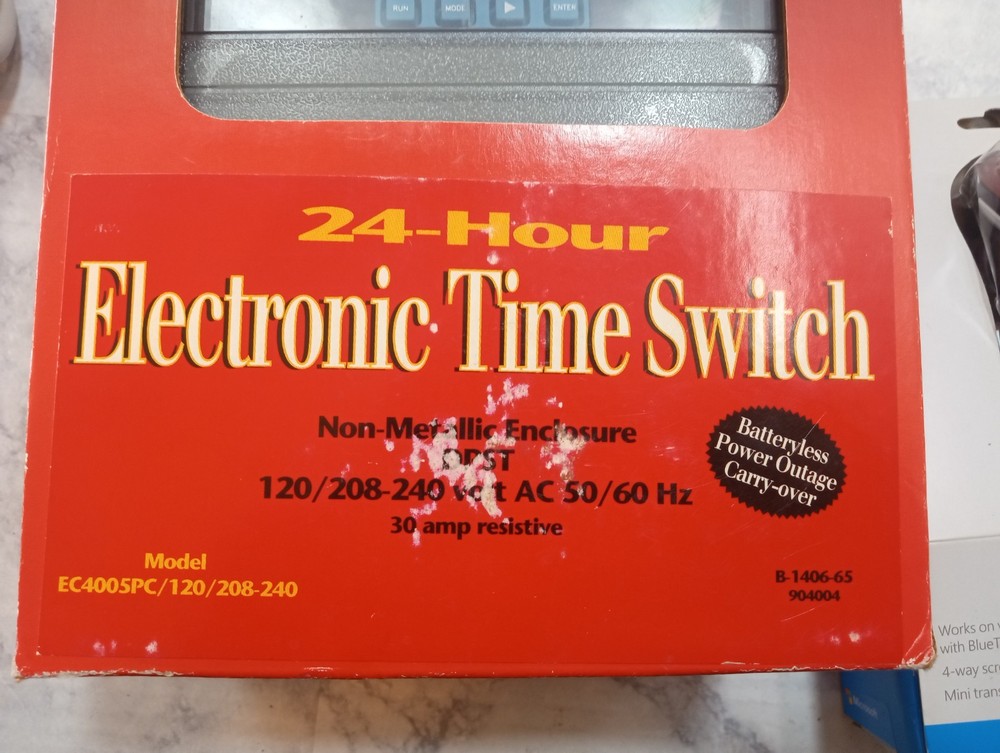 RUN MODE ENTER
24-Hour
Electronic Time Switch
Non-Metallic Enclosure
DPST
120/208-240 volt AC 50/60 Hz
30 amp resistive
Batteryless
Power Outage
Carry-over
Model
EC4005PC/120/208-240
B-1406-65
904004
Works on
with BlueT
4-way scr
Mini trans
Microsoft